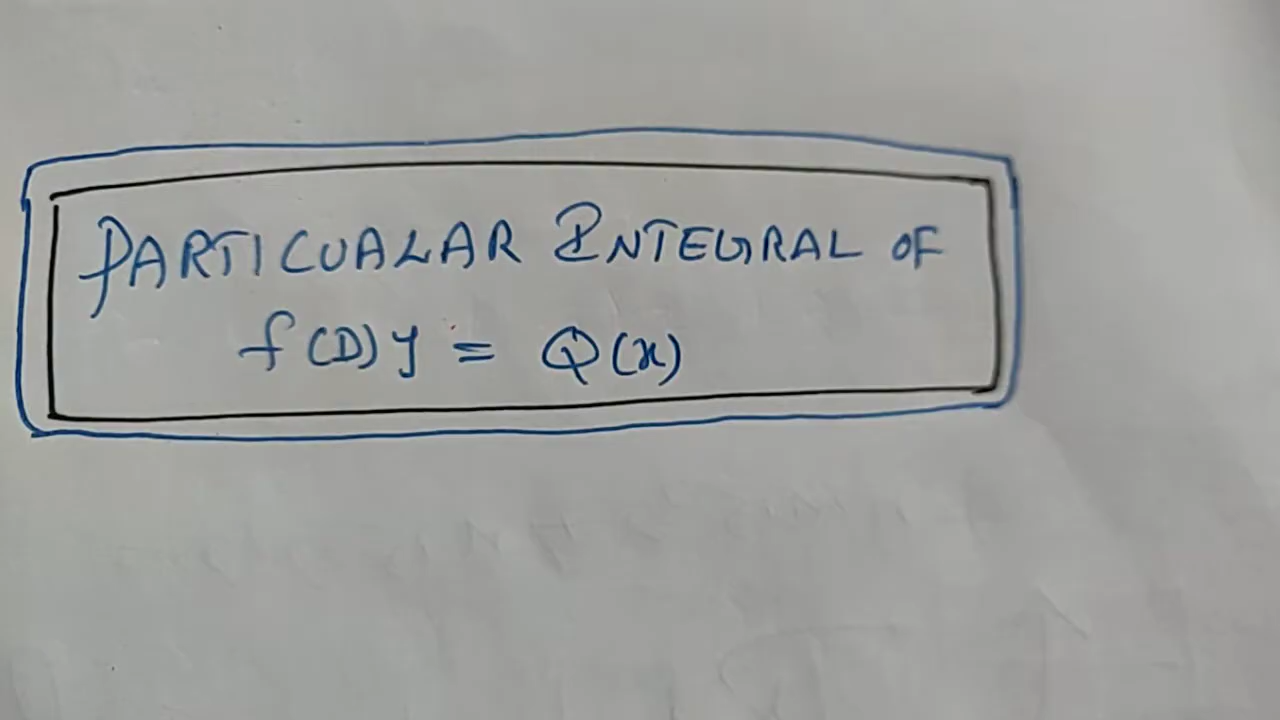 PARTICUALAR INTEGRAL OF
f(D)y = Q(x)